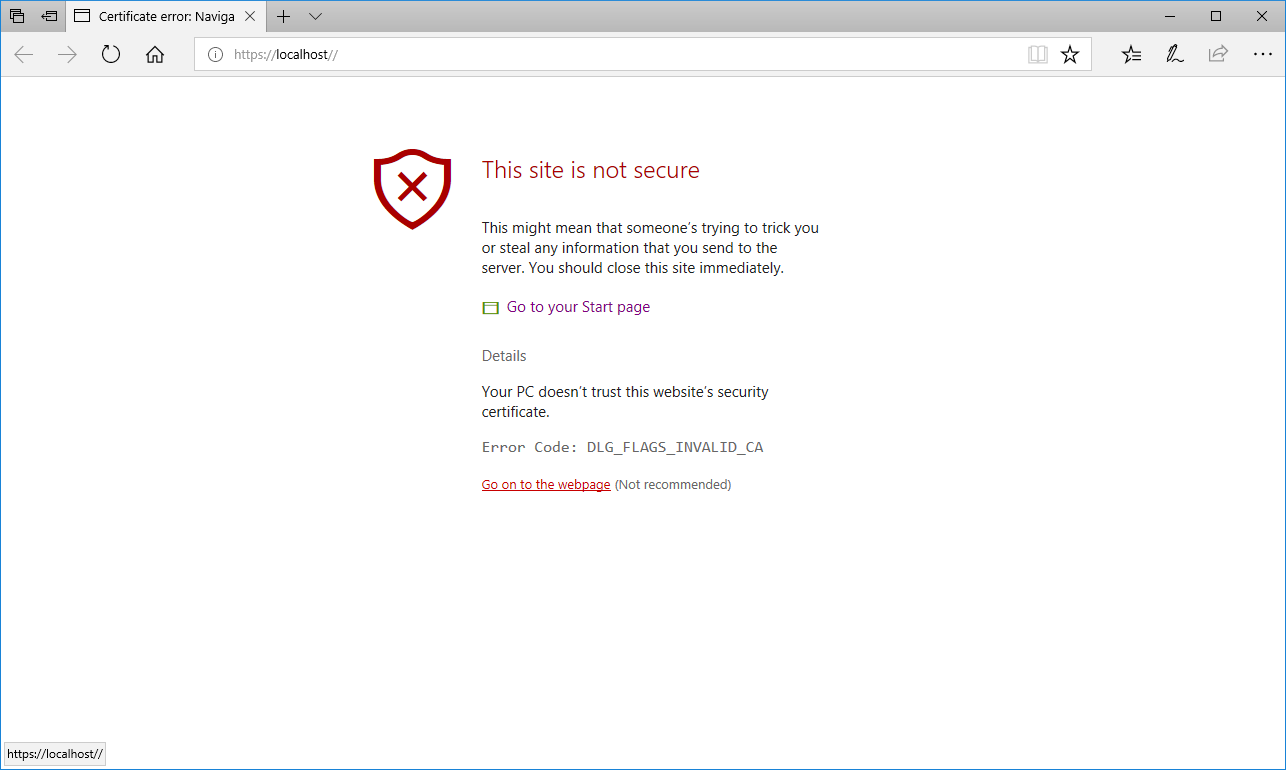 Certificate error: Naviga
https://localhost//
This site is not secure
This might mean that someone's trying to trick you
or steal any information that you send to the
server. You should close this site immediately.
Go to your Start page
Details
Your PC doesn't trust this website's security
certificate.
Error Code: DLG_FLAGS_INVALID_CA
Go on to the webpage (Not recommended)
https://localhost//